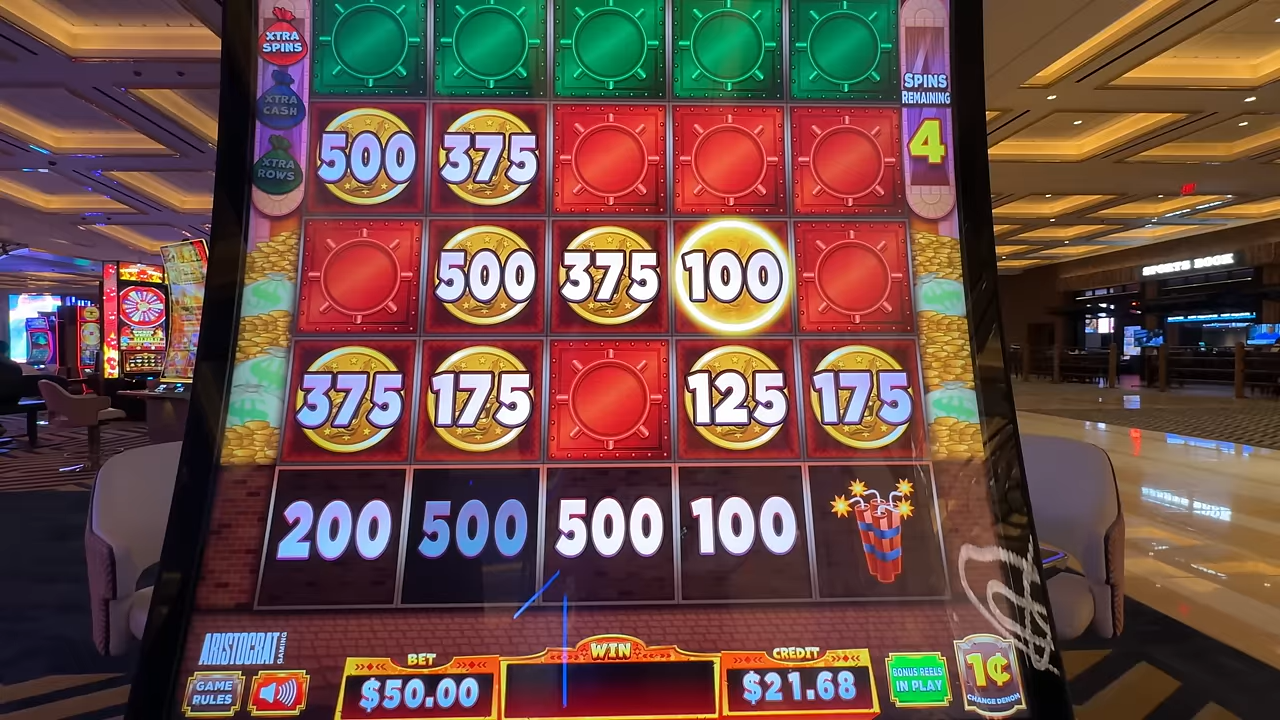 XTRA
SPINS
XTRA
CASH
XTRA
ROWS
SPINS
REMAINING
4
500 375
500 375 100
375 175 125 175
200 500 500 100
SPORTS BOOK
ARISTOCRAT
GAMING
GAME
RULES
BET
$50.00
WIN
CREDIT
$21.68
BONUS REELS
IN PLAY
1¢
CHANGE DENOM